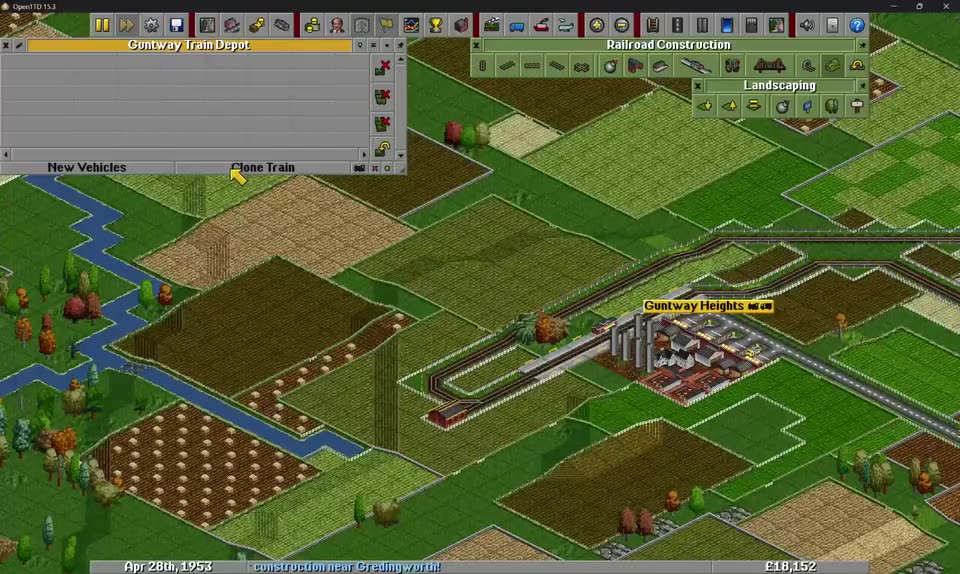 OpenTTD 15.3
Guntway Train Depot
Railroad Construction
Landscaping
New Vehicles
Clone Train
Guntway Heights
Apr 28th, 1953
construction near Gredingworth!
£18,152